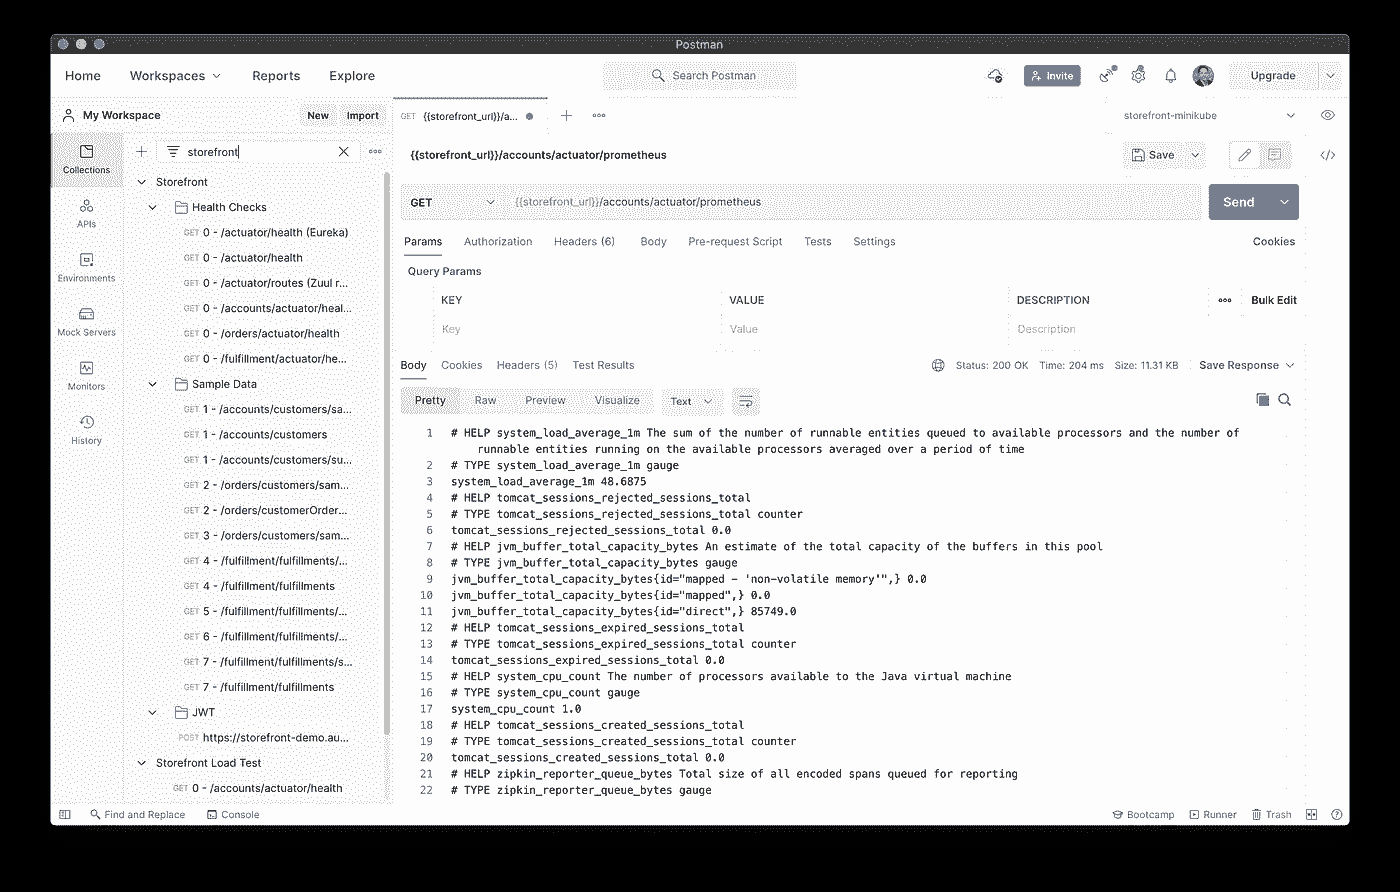 Postman
Home Workspaces Reports Explore
Search Postman
Invite
Upgrade
My Workspace
New Import
GET {{storefront_url}}/a...
storefront-minikube
Collections
APIs
Environments
Mock Servers
Monitors
History
storefront
Storefront
Health Checks
GET 0 - /actuator/health (Eureka)
GET 0 - /actuator/health
GET 0 - /actuator/routes (Zuul r...
GET 0 - /accounts/actuator/heal...
GET 0 - /orders/actuator/health
GET 0 - /fulfillment/actuator/he...
Sample Data
GET 1 - /accounts/customers/sa...
GET 1 - /accounts/customers
GET 1 - /accounts/customers/su...
GET 2 - /orders/customers/sam...
GET 2 - /orders/customerOrder...
GET 3 - /orders/customers/sam...
GET 4 - /fulfillment/fulfillments/...
GET 4 - /fulfillment/fulfillments
GET 5 - /fulfillment/fulfillments/...
GET 6 - /fulfillment/fulfillments/...
GET 7 - /fulfillment/fulfillments/s...
GET 7 - /fulfillment/fulfillments
JWT
POST https://storefront-demo.au...
Storefront Load Test
GET 0 - /accounts/actuator/health
{{storefront_url}}/accounts/actuator/prometheus
Save
GET {{storefront_url}}/accounts/actuator/prometheus
Send
Params Authorization Headers (6) Body Pre-request Script Tests Settings Cookies
Query Params
KEY VALUE DESCRIPTION Bulk Edit
Key Value Description
Body Cookies Headers (5) Test Results Status: 200 OK Time: 204 ms Size: 11.31 KB Save Response
Pretty Raw Preview Visualize Text
1 # HELP system_load_average_1m The sum of the number of runnable entities queued to available processors and the number of
runnable entities running on the available processors averaged over a period of time
2 # TYPE system_load_average_1m gauge
3 system_load_average_1m 48.6875
4 # HELP tomcat_sessions_rejected_sessions_total
5 # TYPE tomcat_sessions_rejected_sessions_total counter
6 tomcat_sessions_rejected_sessions_total 0.0
7 # HELP jvm_buffer_total_capacity_bytes An estimate of the total capacity of the buffers in this pool
8 # TYPE jvm_buffer_total_capacity_bytes gauge
9 jvm_buffer_total_capacity_bytes{id="mapped - 'non-volatile memory'",} 0.0
10 jvm_buffer_total_capacity_bytes{id="mapped",} 0.0
11 jvm_buffer_total_capacity_bytes{id="direct",} 85749.0
12 # HELP tomcat_sessions_expired_sessions_total
13 # TYPE tomcat_sessions_expired_sessions_total counter
14 tomcat_sessions_expired_sessions_total 0.0
15 # HELP system_cpu_count The number of processors available to the Java virtual machine
16 # TYPE system_cpu_count gauge
17 system_cpu_count 1.0
18 # HELP tomcat_sessions_created_sessions_total
19 # TYPE tomcat_sessions_created_sessions_total counter
20 tomcat_sessions_created_sessions_total 0.0
21 # HELP zipkin_reporter_queue_bytes Total size of all encoded spans queued for reporting
22 # TYPE zipkin_reporter_queue_bytes gauge
Find and Replace Console
Bootcamp Runner Trash